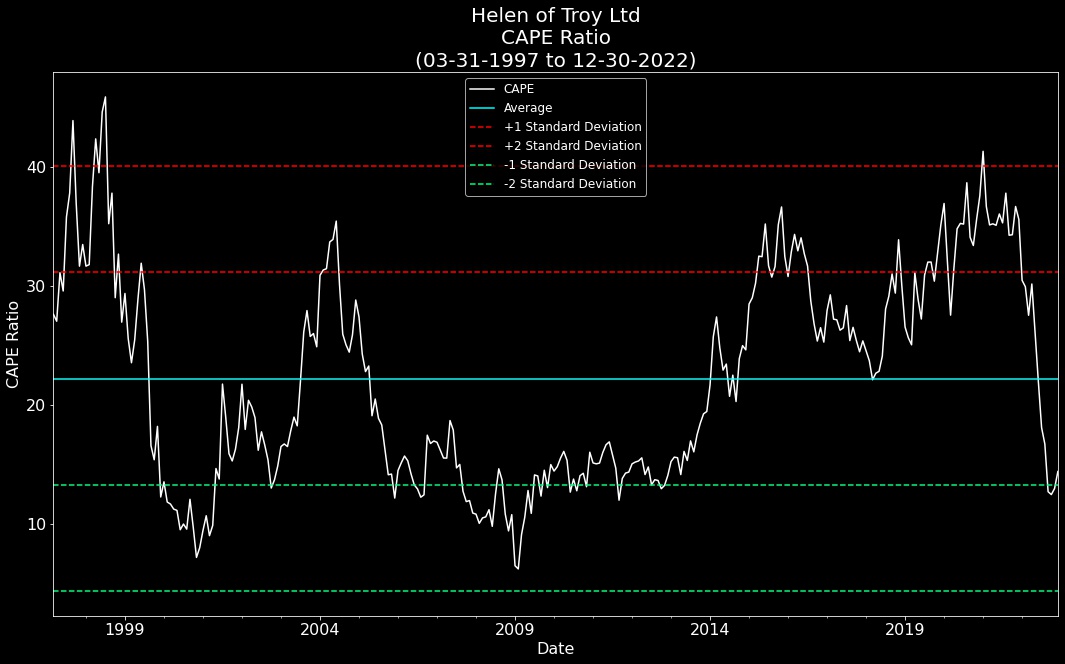 Helen of Troy Ltd
CAPE Ratio
(03-31-1997 to 12-30-2022)
CAPE
Average
+1 Standard Deviation
+2 Standard Deviation
-1 Standard Deviation
-2 Standard Deviation
40
30
20
10
CAPE Ratio
1999 2004 2009 2014 2019
Date